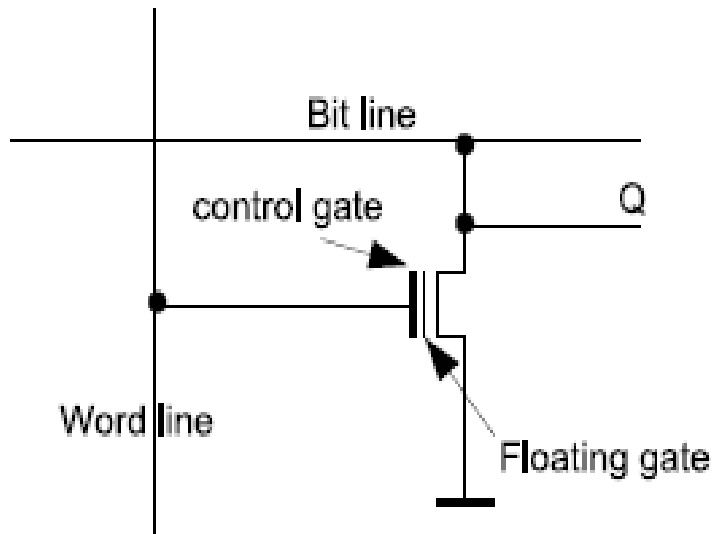 Bit line
control gate
Q
Word line
Floating gate